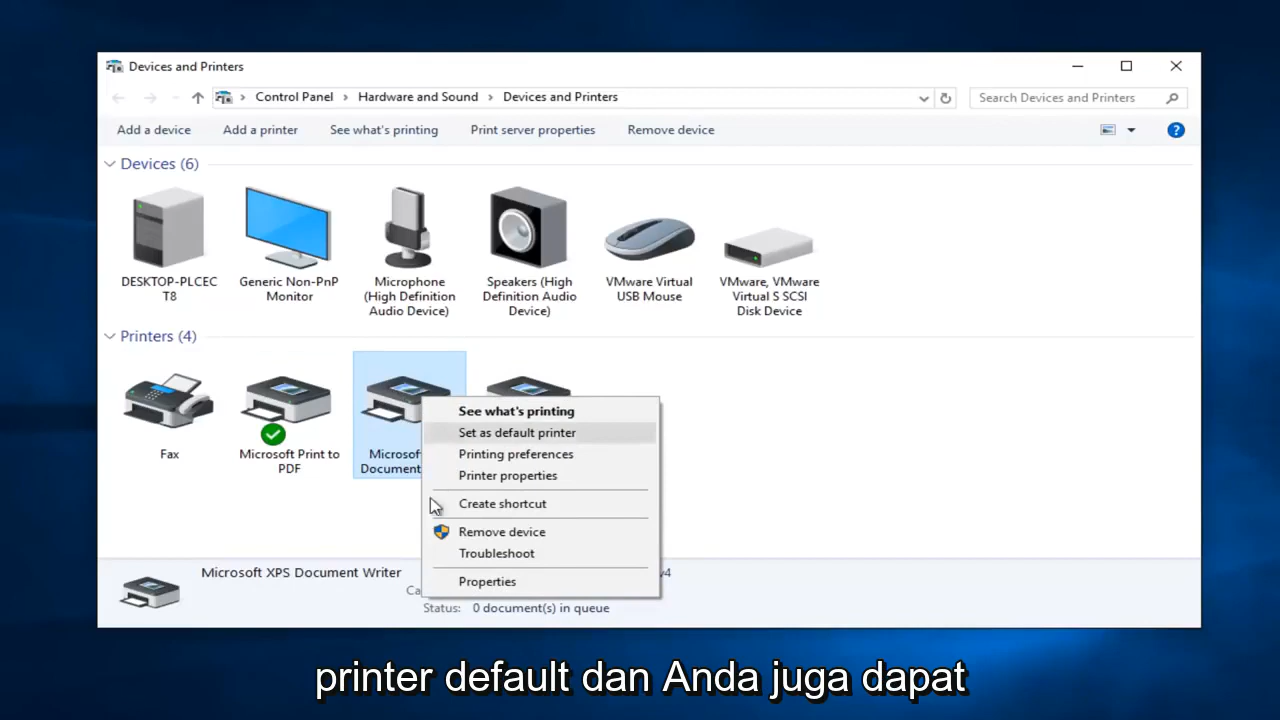 Devices and Printers
Control Panel > Hardware and Sound > Devices and Printers
Search Devices and Printers
Add a device
Add a printer
See what's printing
Print server properties
Remove device
?
Devices (6)
DESKTOP-PLCEC
T8
Generic Non-PnP
Monitor
Microphone
(High Definition
Audio Device)
Speakers (High
Definition Audio
Device)
VMware Virtual
USB Mouse
VMware, VMware
Virtual S SCSI
Disk Device
Printers (4)
Fax
Microsoft Print to
PDF
Document
See what's printing
Set as default printer
Printing preferences
Printer properties
Create shortcut
Remove device
Troubleshoot
Properties
Microsoft XPS Document Writer
Status: 0 document(s) in queue
printer default dan Anda juga dapat